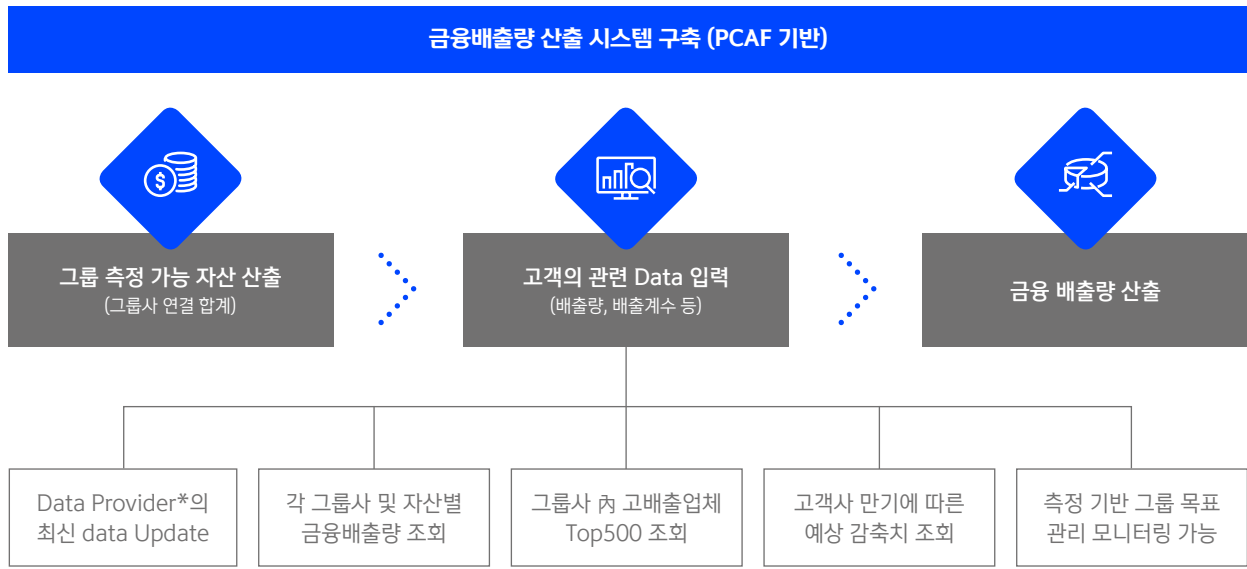 금융배출량 산출 시스템 구축 (PCAF 기반)
$
그룹 측정 가능 자산 산출
(그룹사 연결 합계)
고객의 관련 Data 입력
(배출량, 배출계수 등)
금융 배출량 산출
Data Provider*의
최신 data Update
각 그룹사 및 자산별
금융배출량 조회
그룹사 內 고배출업체
Top500 조회
고객사 만기에 따른
예상 감축치 조회
측정 기반 그룹 목표
관리 모니터링 가능